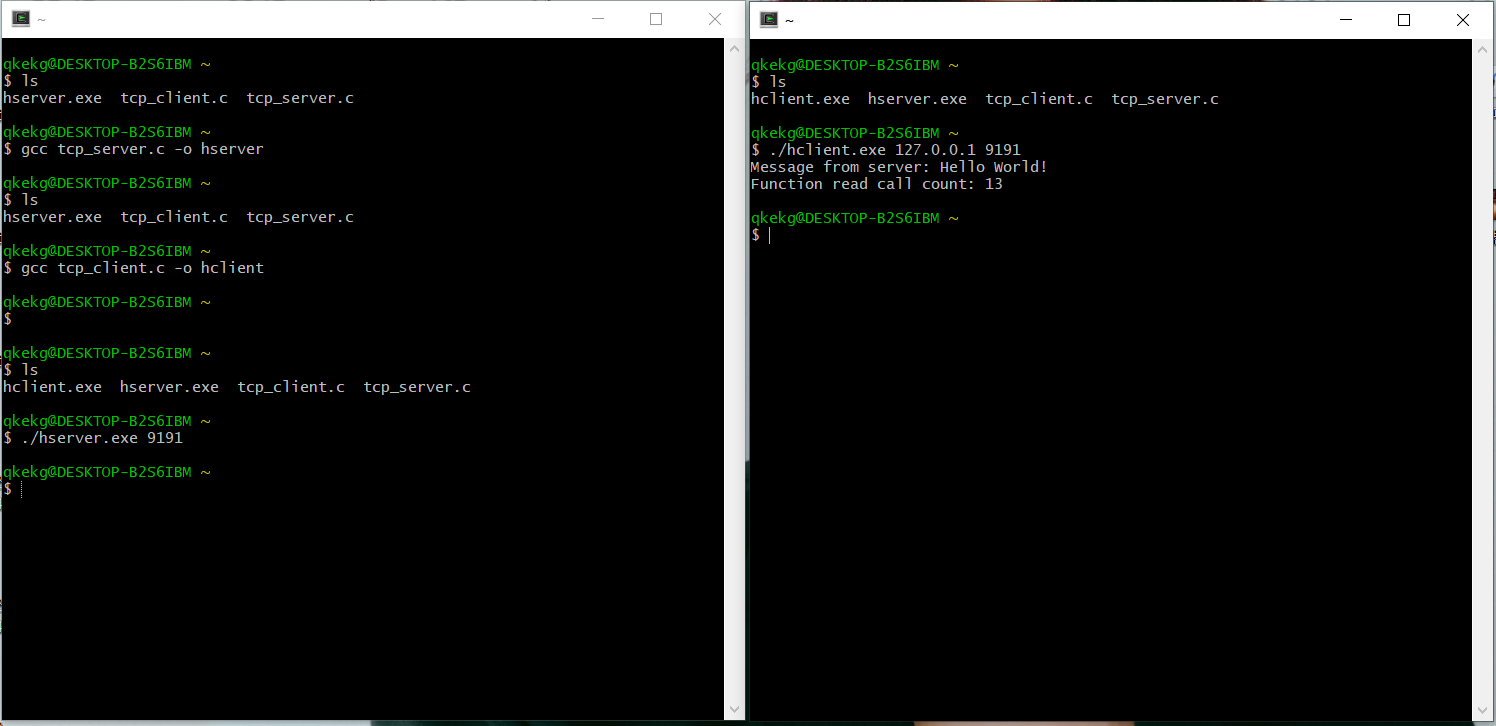 ~
qkekg@DESKTOP-B2S6IBM ~
$ ls
hserver.exe  tcp_client.c  tcp_server.c
qkekg@DESKTOP-B2S6IBM ~
$ gcc tcp_server.c -o hserver
qkekg@DESKTOP-B2S6IBM ~
$ ls
hserver.exe  tcp_client.c  tcp_server.c
qkekg@DESKTOP-B2S6IBM ~
$ gcc tcp_client.c -o hclient
qkekg@DESKTOP-B2S6IBM ~
$
qkekg@DESKTOP-B2S6IBM ~
$ ls
hclient.exe  hserver.exe  tcp_client.c  tcp_server.c
qkekg@DESKTOP-B2S6IBM ~
$ ./hserver.exe 9191
qkekg@DESKTOP-B2S6IBM ~
$
~
qkekg@DESKTOP-B2S6IBM ~
$ ls
hclient.exe  hserver.exe  tcp_client.c  tcp_server.c
qkekg@DESKTOP-B2S6IBM ~
$ ./hclient.exe 127.0.0.1 9191
Message from server: Hello World!
Function read call count: 13
qkekg@DESKTOP-B2S6IBM ~
$